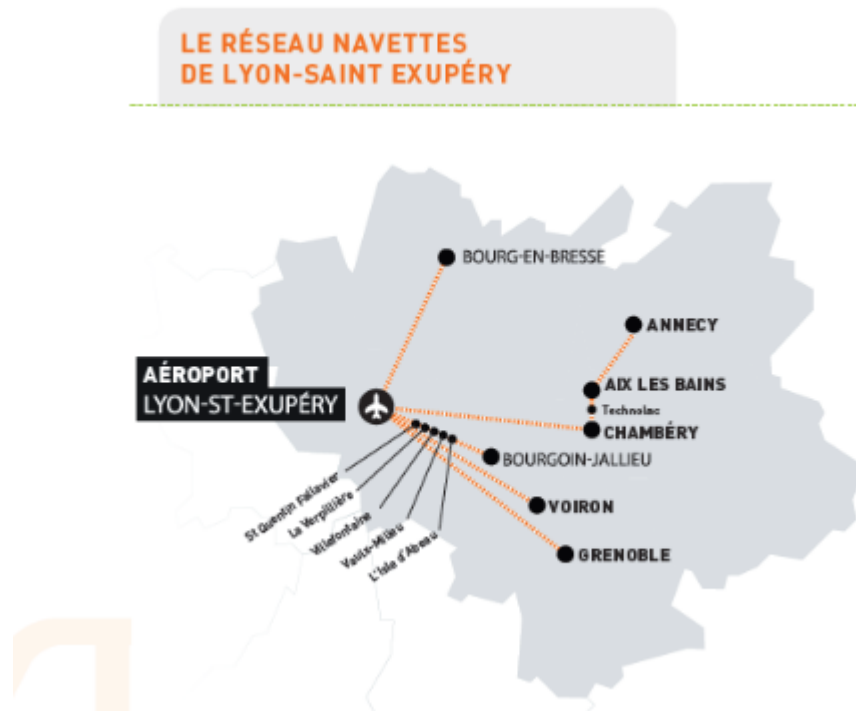 LE RÉSEAU NAVETTES
DE LYON-SAINT EXUPÉRY
BOURG-EN-BRESSE
ANNECY
AÉROPORT
LYON-ST-EXUPÉRY
AIX LES BAINS
Technolac
CHAMBÉRY
BOURGOIN-JALLIEU
St Quentin Fallavier
La Verpillière
Villefontaine
Vaulx-Milieu
L'Isle d'Abeau
VOIRON
GRENOBLE